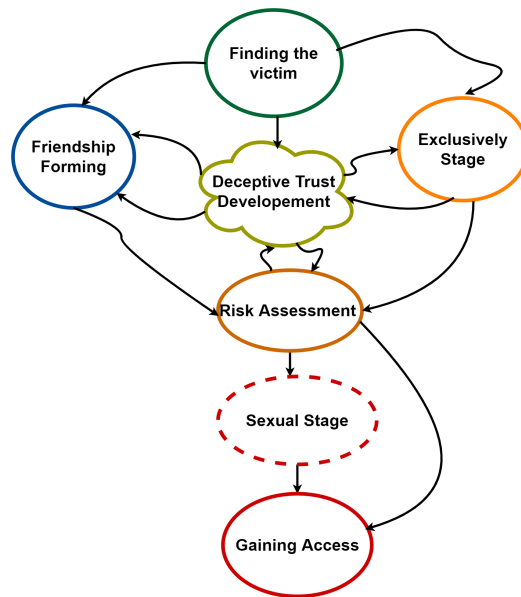 Finding the
victim
Friendship
Forming
Exclusively
Stage
Deceptive Trust
Developement
Risk Assessment
Sexual Stage
Gaining Access